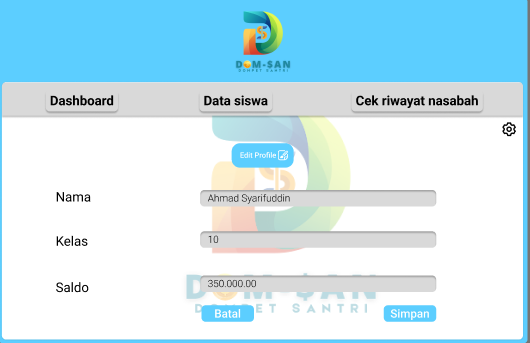 DOM-SAN
DOMPET SANTRI
Dashboard Data siswa Cek riwayat nasabah
Edit Profile
Nama Ahmad Syarifuddin
Kelas 10
Saldo 350.000.00
DOM-SAN
DOMPET SANTRI
Batal Simpan